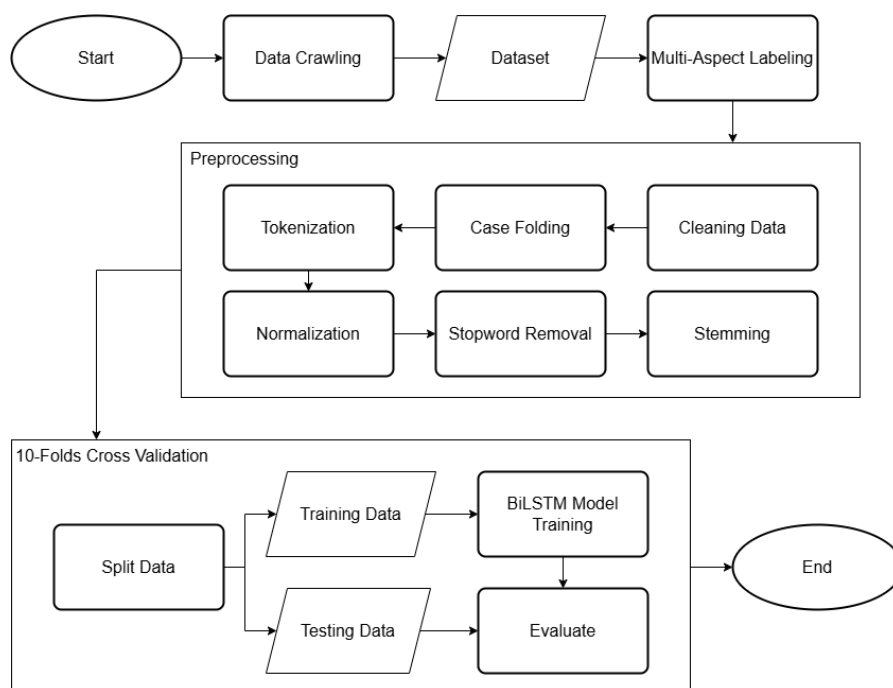 Start
Data Crawling
Dataset
Multi-Aspect Labeling
Preprocessing
Tokenization
Case Folding
Cleaning Data
Normalization
Stopword Removal
Stemming
10-Folds Cross Validation
Split Data
Training Data
BiLSTM Model
Training
Testing Data
Evaluate
End